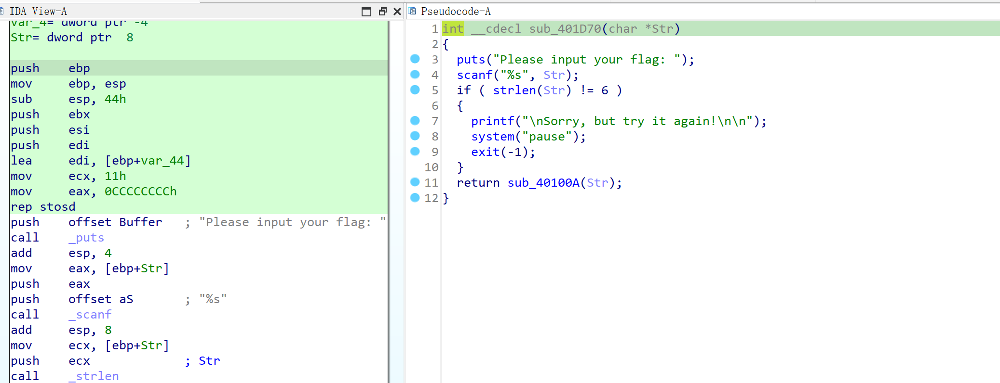 IDA View-A
var_4= dword ptr -4
Str= dword ptr  8
push    ebp
mov     ebp, esp
sub     esp, 44h
push    ebx
push    esi
push    edi
lea     edi, [ebp+var_44]
mov     ecx, 11h
mov     eax, 0CCCCCCCCh
rep stosd
push    offset Buffer   ; "Please input your flag: "
call    _puts
add     esp, 4
mov     eax, [ebp+Str]
push    eax
push    offset aS       ; "%s"
call    _scanf
add     esp, 8
mov     ecx, [ebp+Str]
push    ecx             ; Str
call    _strlen
Pseudocode-A
1 int __cdecl sub_401D70(char *Str)
2 {
3   puts("Please input your flag: ");
4   scanf("%s", Str);
5   if ( strlen(Str) != 6 )
6   {
7     printf("\nSorry, but try it again!\n\n");
8     system("pause");
9     exit(-1);
10   }
11   return sub_40100A(Str);
12 }